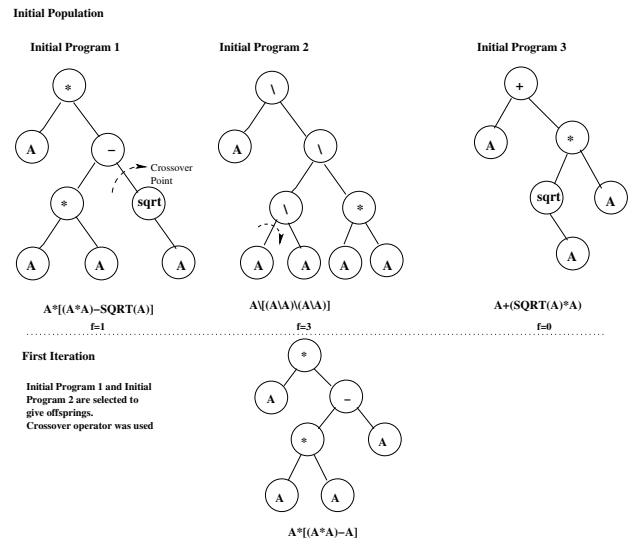 Initial Population
Initial Program 1
Initial Program 2
Initial Program 3
*
\
+
A
−
A
\
A
*
Crossover
Point
*
sqrt
\
*
sqrt
A
A
A
A
A
A
A
A
A
A*[(A*A)−SQRT(A)]
A\[(A\A)\(A\A)]
A+(SQRT(A)*A)
f=1
f=3
f=0
First Iteration
Initial Program 1 and Initial
Program 2 are selected to
give offsprings.
Crossover operator was used
*
A
−
*
A
A
A
A*[(A*A)−A]